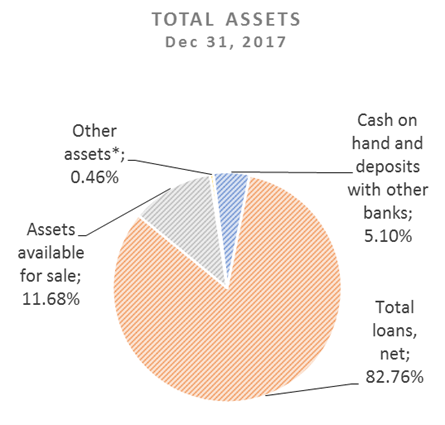 TOTAL ASSETS
Dec 31, 2017
Cash on
hand and
deposits
with other
banks;
5.10%
Other
assets*;
0.46%
Assets
available
for sale;
11.68%
Total
loans,
net;
82.76%